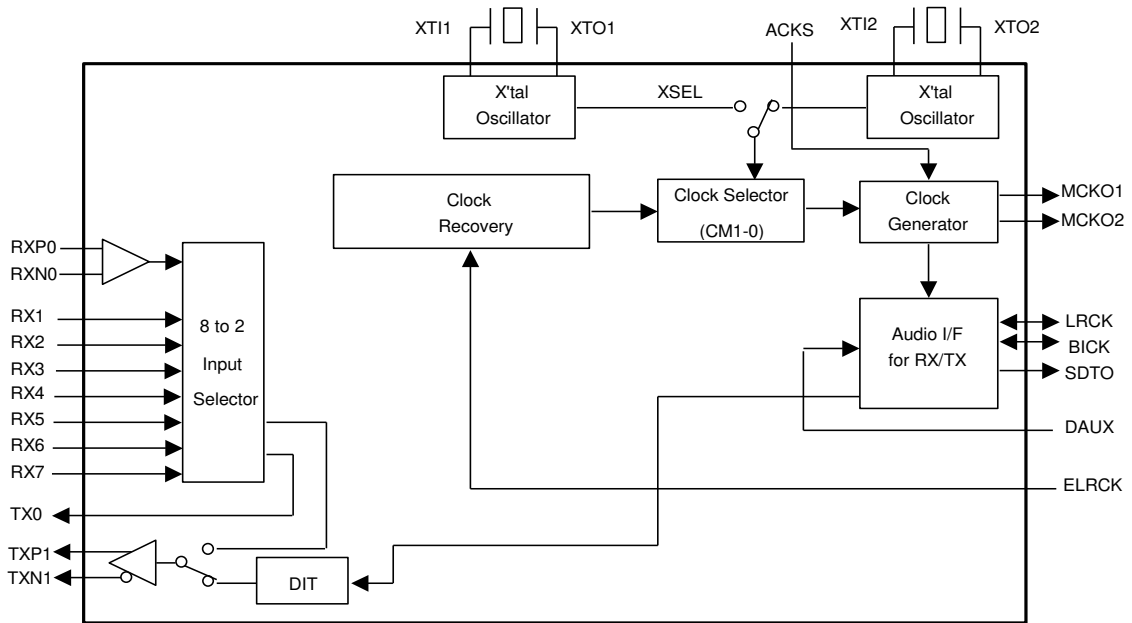 XTI1
XTO1
ACKS
XTI2
XTO2
X'tal
Oscillator
XSEL
X'tal
Oscillator
Clock
Recovery
Clock Selector
(CM1-0)
Clock
Generator
MCKO1
MCKO2
RXP0
RXN0
RX1
RX2
RX3
RX4
RX5
RX6
RX7
8 to 2
Input
Selector
Audio I/F
for RX/TX
LRCK
BICK
SDTO
DAUX
ELRCK
TX0
TXP1
TXN1
DIT